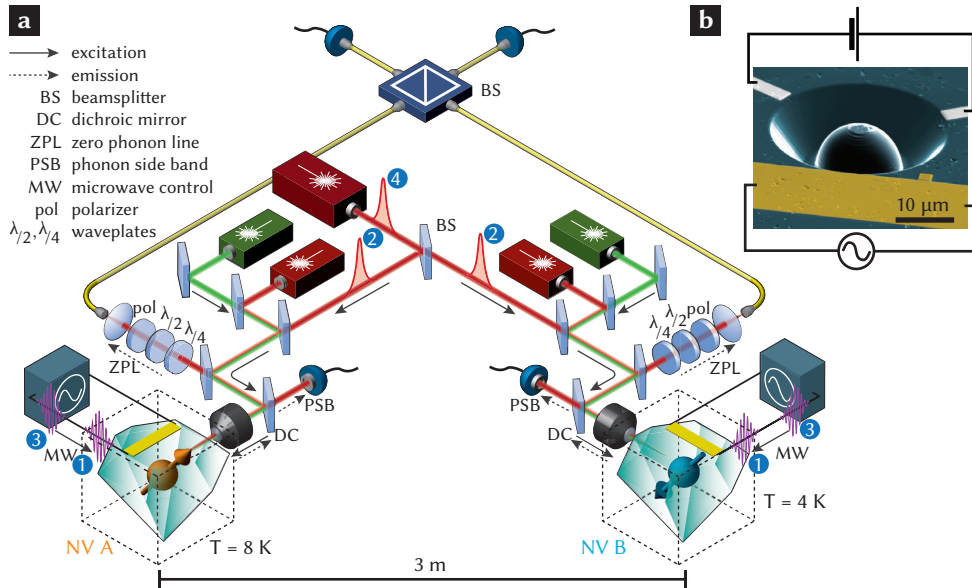 a
excitation
emission
BS beamsplitter
DC dichroic mirror
ZPL zero phonon line
PSB phonon side band
MW microwave control
pol polarizer
λ/2, λ/4 waveplates
BS
4
BS
2
2
pol
λ/2
λ/4
ZPL
PSB
DC
3
MW
1
NV A
T = 8 K
λ/4
λ/2
pol
ZPL
PSB
DC
3
MW
1
NV B
T = 4 K
3 m
b
10 μm